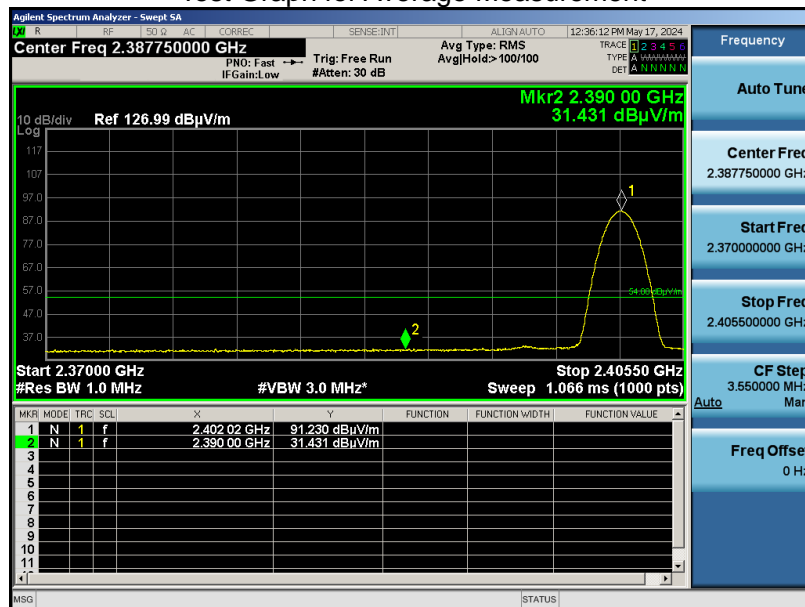 Test Graph for Average Measurement
Agilent Spectrum Analyzer - Swept SA
LXI R RF 50 Ω AC CORREC SENSE:INT ALIGN AUTO 12:36:12 PM May 17, 2024
Center Freq 2.387750000 GHz
PNO: Fast
IFGain:Low
Trig: Free Run
#Atten: 30 dB
Avg Type: RMS
Avg|Hold:>100/100
TRACE 1 2 3 4 5 6
TYPE A WWWWW
DET A N N N N N
Mkr2 2.390 00 GHz
31.431 dBµV/m
10 dB/div Ref 126.99 dBµV/m
Log
117
107
97.0
87.0
77.0
67.0
57.0
47.0
37.0
1
54.00 dBµV/m
2
Start 2.37000 GHz Stop 2.40550 GHz
#Res BW 1.0 MHz #VBW 3.0 MHz* Sweep 1.066 ms (1000 pts)
MKR MODE TRC SCL X Y FUNCTION FUNCTION WIDTH FUNCTION VALUE
1 N 1 f 2.402 02 GHz 91.230 dBµV/m
2 N 1 f 2.390 00 GHz 31.431 dBµV/m
3
4
5
6
7
8
9
10
11
MSG STATUS
Frequency
Auto Tune
Center Freq
2.387750000 GHz
Start Freq
2.370000000 GHz
Stop Freq
2.405500000 GHz
CF Step
3.550000 MHz
Auto Man
Freq Offset
0 Hz